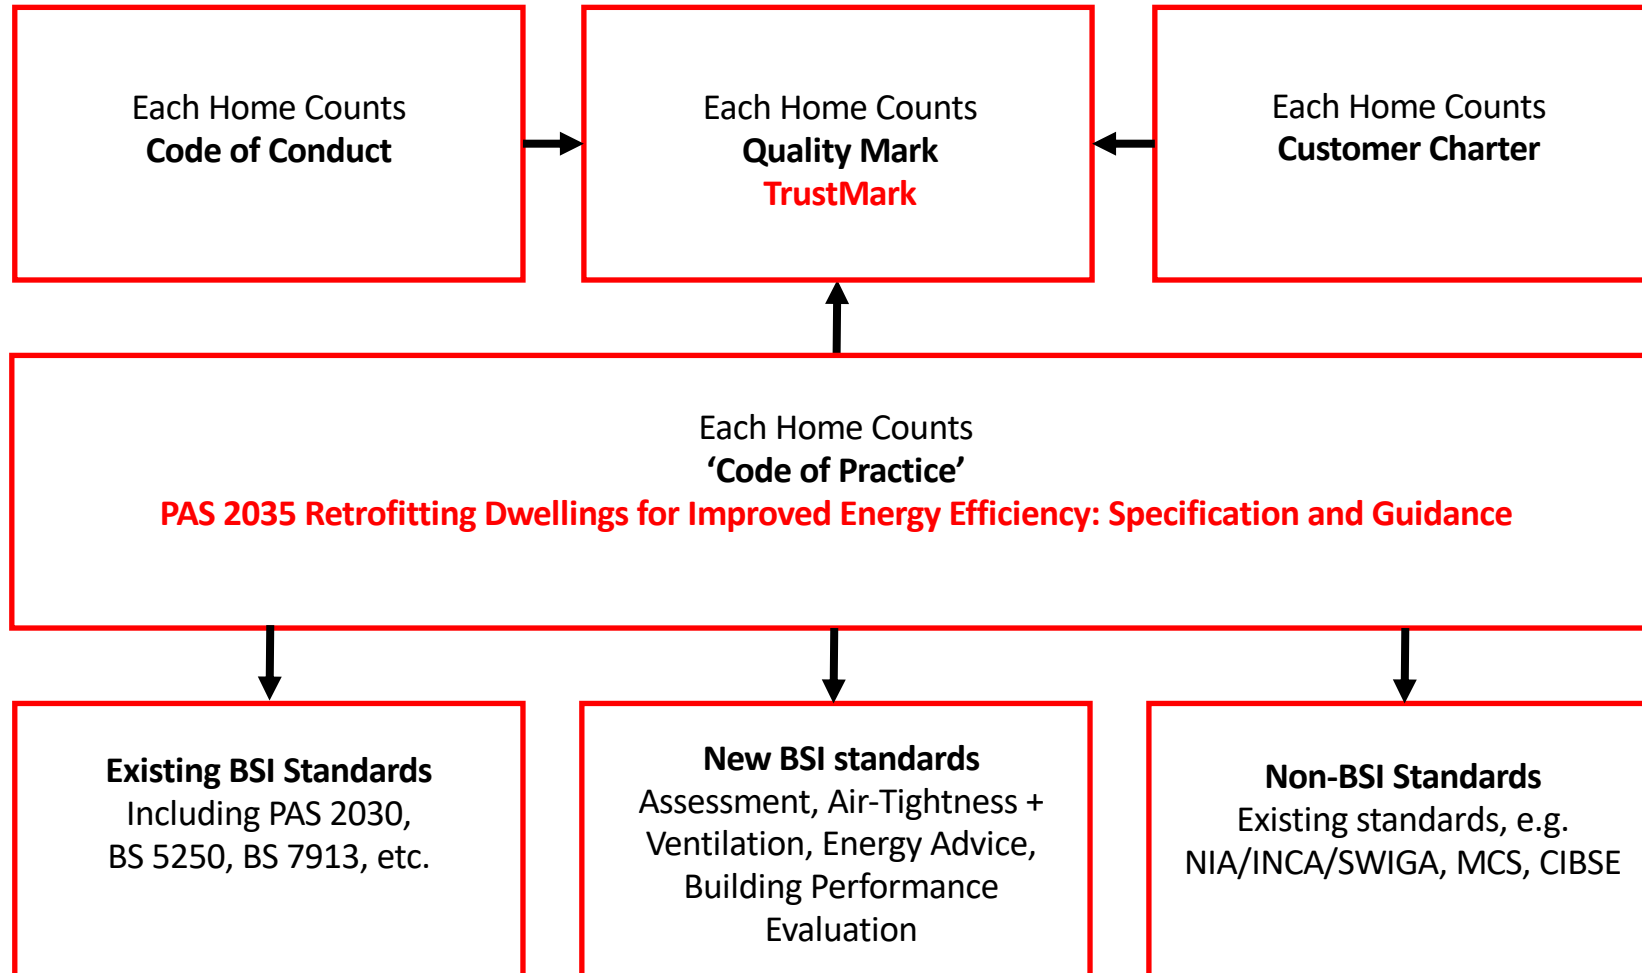 Each Home Counts
Code of Conduct
Each Home Counts
Quality Mark
TrustMark
Each Home Counts
Customer Charter
Each Home Counts
‘Code of Practice’
PAS 2035 Retrofitting Dwellings for Improved Energy Efficiency: Specification and Guidance
Existing BSI Standards
Including PAS 2030,
BS 5250, BS 7913, etc.
New BSI standards
Assessment, Air-Tightness +
Ventilation, Energy Advice,
Building Performance
Evaluation
Non-BSI Standards
Existing standards, e.g.
NIA/INCA/SWIGA, MCS, CIBSE